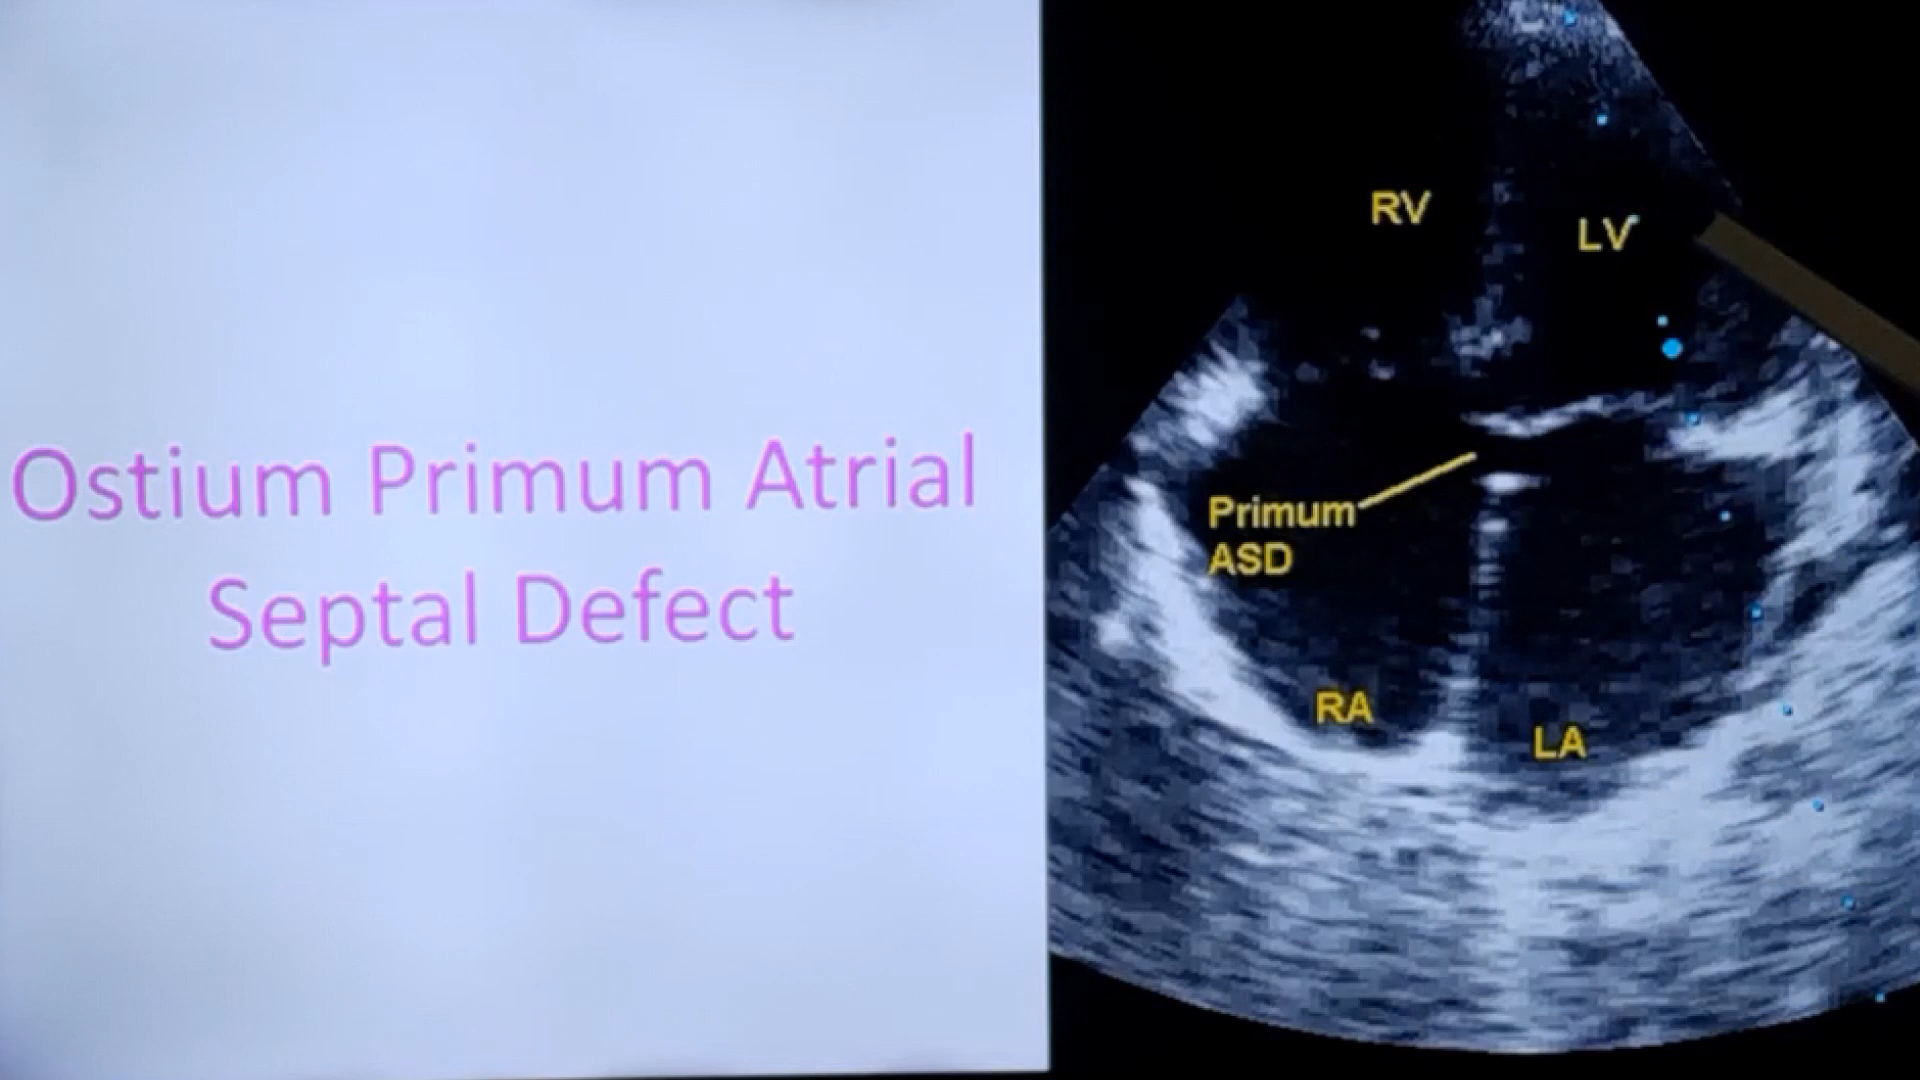 Ostium Primum Atrial
Septal Defect
RV
LV
Primum
ASD
RA
LA